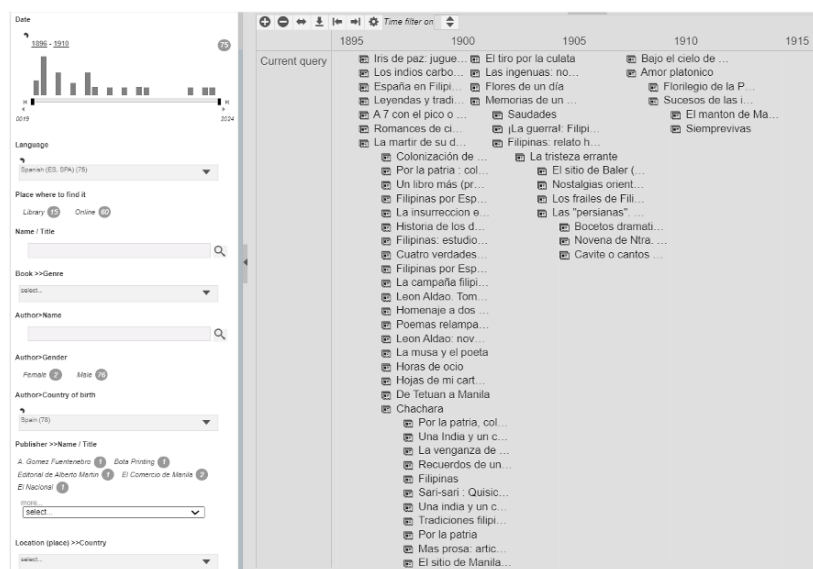 Date
1896 - 1910
75
0019 2024
Language
Spanish (ES, SPA) (75)
Place where to find it
Library 15 Online 60
Name / Title
Book >>Genre
select...
Author>Name
Author>Gender
Female 2 Male 76
Author>Country of birth
Spain (78)
Publisher >>Name / Title
A. Gomez Fuentenebro 1 Bota Printing 1
Editorial de Alberto Martin 1 El Comercio de Manila 2
El Nacional 1
more...
select...
Location (place) >>Country
select...
Time filter on
1895 1900 1905 1910 1915
Current query
Iris de paz: jugue... El tiro por la culata Bajo el cielo de ...
Los indios carbo... Las ingenuas: no... Amor platonico
España en Filipi... Flores de un día Florilegio de la P...
Leyendas y tradi... Memorias de un ... Sucesos de las i...
A 7 con el pico o ... Saudades El manton de Ma...
Romances de ci... ¡La guerra!: Filipi... Siemprevivas
La martir de su d... Filipinas: relato h...
Colonización de ... La tristeza errante
Por la patria : col... El sitio de Baler (...
Un libro más (pr... Nostalgias orient...
Filipinas por Esp... Los frailes de Fili...
La insurreccion e... Las "persianas". ...
Historia de los d... Bocetos dramati...
Filipinas: estudio... Novena de Ntra. ...
Cuatro verdades... Cavite o cantos ...
Filipinas por Esp...
La campaña filipi...
Leon Aldao. Tom...
Homenaje a dos ...
Poemas relampa...
Leon Aldao: nov...
La musa y el poeta
Horas de ocio
Hojas de mi cart...
De Tetuan a Manila
Chachara
Por la patria, col...
Una India y un c...
La venganza de ...
Recuerdos de un...
Filipinas
Sari-sari : Quisic...
Una india y un c...
Tradiciones filipi...
Por la patria
Mas prosa: artic...
El sitio de Manila...